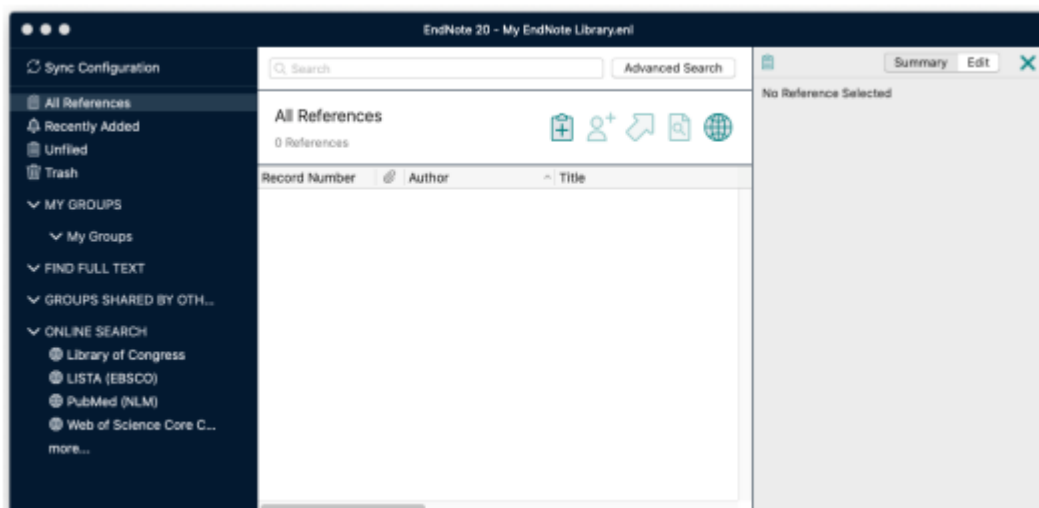 EndNote 20 - My EndNote Library.enl
Sync Configuration
All References
Recently Added
Unfiled
Trash
MY GROUPS
My Groups
FIND FULL TEXT
GROUPS SHARED BY OTH...
ONLINE SEARCH
Library of Congress
LISTA (EBSCO)
PubMed (NLM)
Web of Science Core C...
more...
Search
Advanced Search
All References
0 References
Record Number Author Title
Summary Edit
No Reference Selected